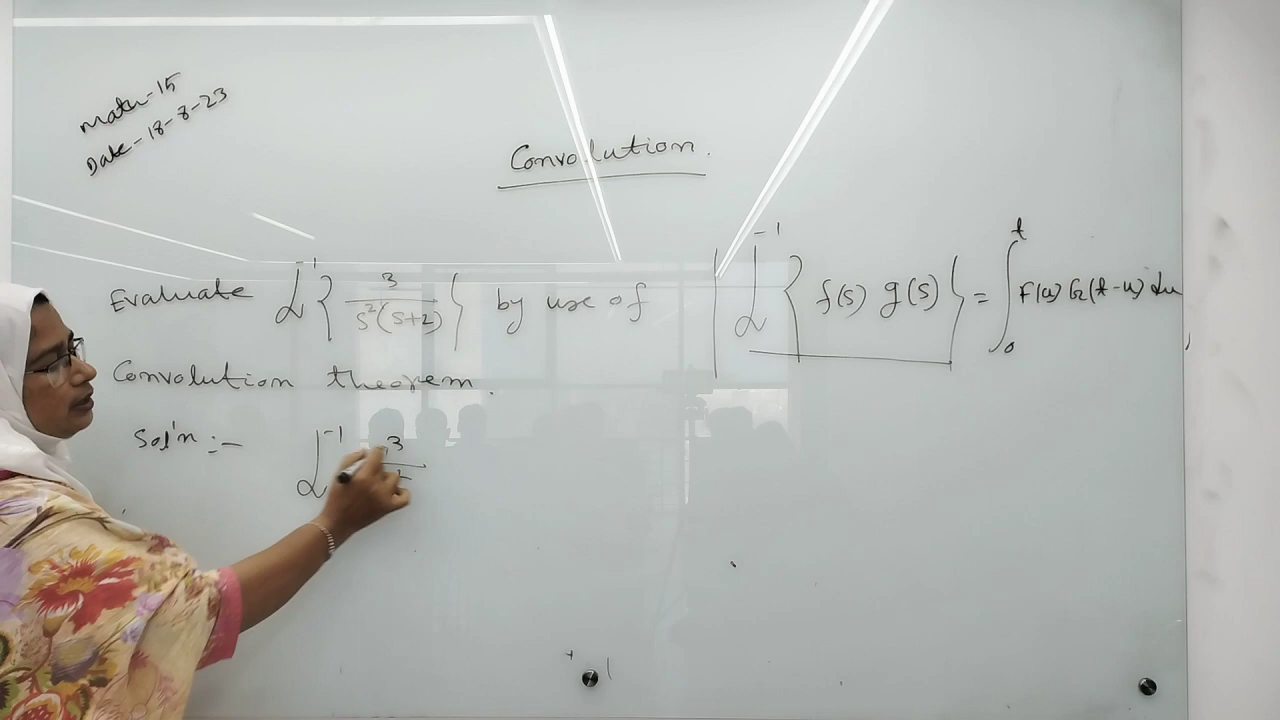 Math-15
Date-18-8-23
Convolution.
Evaluate L⁻¹{ 3 / s²(s+2) } by use of
Convolution theorem.
L⁻¹{ f(s) g(s) } = ∫₀ᵗ F(u) G(t-u) du
Sol'n :- L⁻¹ 3